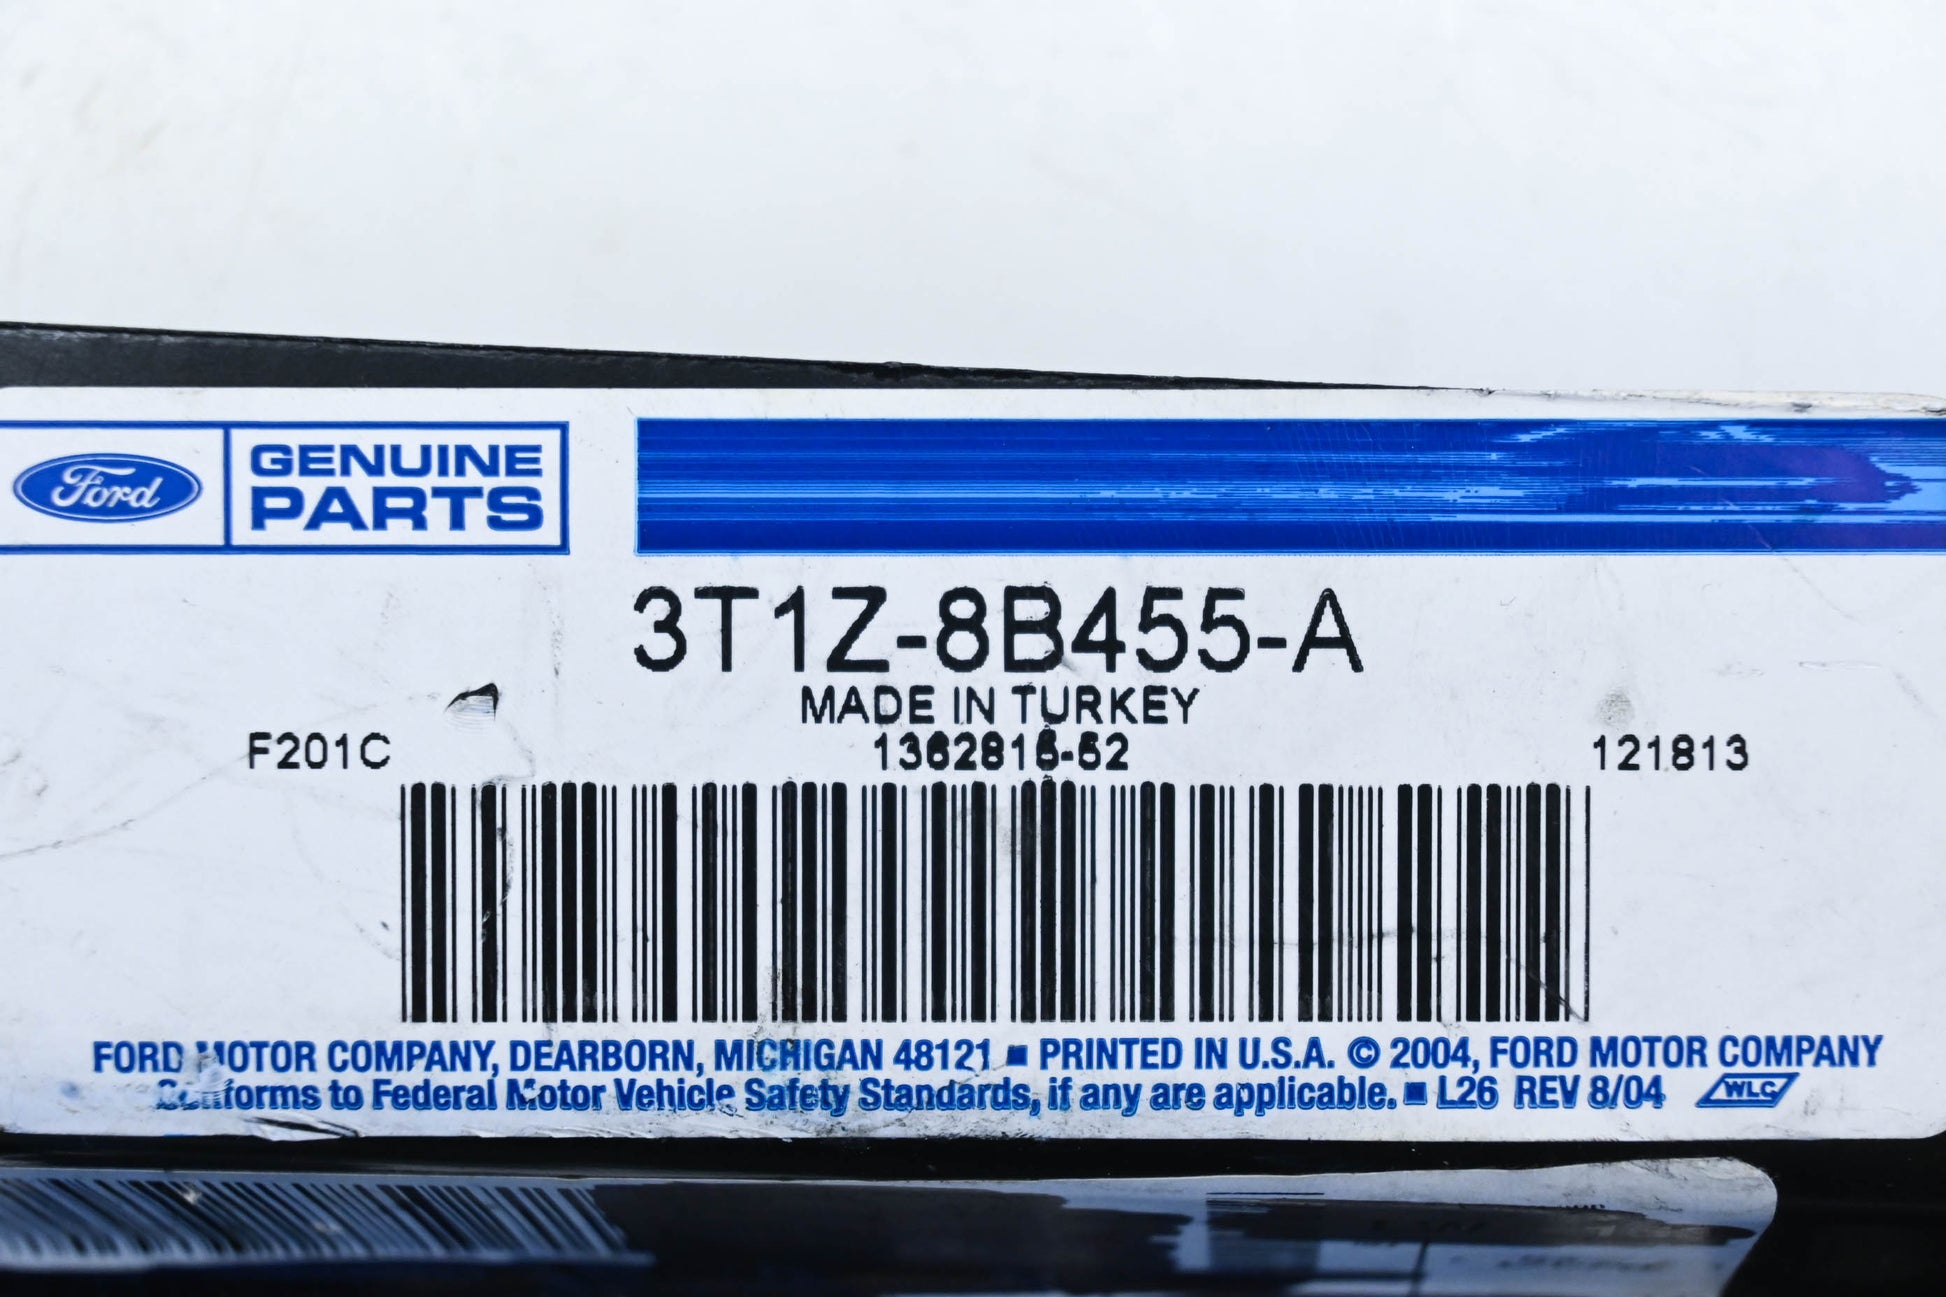 Ford
GENUINE
PARTS
3T1Z-8B455-A
MADE IN TURKEY
F201C
121813
FORD MOTOR COMPANY, DEARBORN, MICHIGAN 48121 ■ PRINTED IN U.S.A. © 2004, FORD MOTOR COMPANY
Conforms to Federal Motor Vehicle Safety Standards, if any are applicable. ■ L26 REV 8/04 WLC